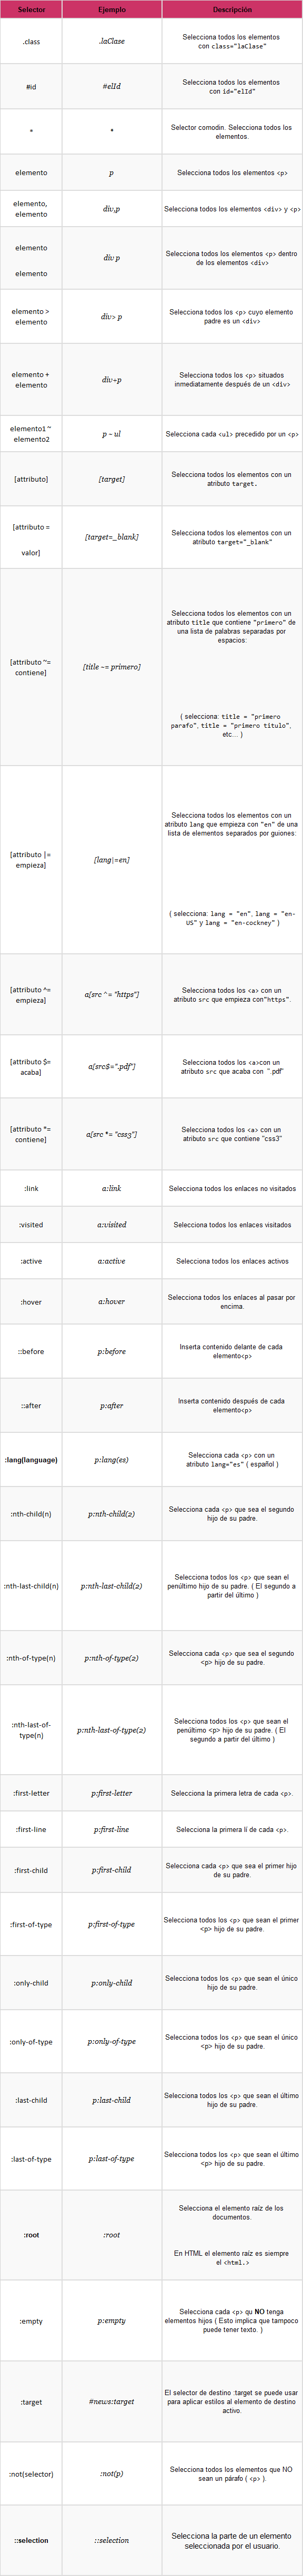 Selector Ejemplo Descripción
.class .laClase Selecciona todos los elementos
con class="laClase"
#id #elId Selecciona todos los elementos
con id="elId"
* * Selector comodin. Selecciona todos los
elementos.
elemento p Selecciona todos los elementos <p>
elemento,
elemento div,p Selecciona todos los elementos <div> y <p>
elemento
elemento div p Selecciona todos los elementos <p> dentro
de los elementos <div>
elemento >
elemento div> p Selecciona todos los <p> cuyo elemento
padre es un <div>
elemento +
elemento div+p Selecciona todos los <p> situados
inmediatamente después de un <div>
elemento1 ~
elemento2 p ~ ul Selecciona cada <ul> precedido por un <p>
[attributo] [target] Selecciona todos los elementos con un
atributo target.
[attributo =
valor] [target=_blank] Selecciona todos los elementos con un
atributo target="_blank"
[attributo ~=
contiene] [title ~= primero] Selecciona todos los elementos con un
atributo title que contiene "primero" de
una lista de palabras separadas por
espacios:
( selecciona: title = "primero
parafo", title = "primero titulo",
etc... )
[attributo |=
empieza] [lang|=en] Selecciona todos los elementos con un
atributo lang que empieza con "en" de una
lista de elementos separados por guiones:
( selecciona: lang = "en", lang = "en-
US" y lang = "en-cockney" )
[attributo ^=
empieza] a[src ^= "https"] Selecciona todos los <a> con un
atributo src que empieza con"https".
[attributo $=
acaba] a[src$=".pdf"] Selecciona todos los <a>con un
atributo src que acaba con ".pdf"
[attributo *=
contiene] a[src *= "css3"] Selecciona todos los <a> con un
atributo src que contiene "css3"
:link a:link Selecciona todos los enlaces no visitados
:visited a:visited Selecciona todos los enlaces visitados
:active a:active Selecciona todos los enlaces activos
:hover a:hover Selecciona todos los enlaces al pasar por
encima.
::before p:before Inserta contenido delante de cada
elemento<p>
::after p:after Inserta contenido después de cada
elemento<p>
:lang(language) p:lang(es) Selecciona cada <p> con un
atributo lang="es" ( español )
:nth-child(n) p:nth-child(2) Selecciona cada <p> que sea el segundo
hijo de su padre.
:nth-last-child(n) p:nth-last-child(2) Selecciona todos los <p> que sean el
penúltimo hijo de su padre. ( El segundo a
partir del último )
:nth-of-type(n) p:nth-of-type(2) Selecciona cada <p> que sea el segundo
<p> hijo de su padre.
:nth-last-of-
type(n) p:nth-last-of-type(2) Selecciona todos los <p> que sean el
penúltimo <p> hijo de su padre. ( El
segundo a partir del último )
:first-letter p:first-letter Selecciona la primera letra de cada <p>.
:first-line p:first-line Selecciona la primera lí de cada <p>.
:first-child p:first-child Selecciona cada <p> que sea el primer hijo
de su padre.
:first-of-type p:first-of-type Selecciona todos los <p> que sean el primer
<p> hijo de su padre.
:only-child p:only-child Selecciona todos los <p> que sean el único
hijo de su padre.
:only-of-type p:only-of-type Selecciona todos los <p> que sean el único
<p> hijo de su padre.
:last-child p:last-child Selecciona todos los <p> que sean el último
hijo de su padre.
:last-of-type p:last-of-type Selecciona todos los <p> que sean el último
<p> hijo de su padre.
:root :root Selecciona el elemento raíz de los
documentos.
En HTML el elemento raíz es siempre
el <html.>
:empty p:empty Selecciona cada <p> qu NO tenga
elementos hijos ( Esto implica que tampoco
puede tener texto. )
:target #news:target El selector de destino :target se puede usar
para aplicar estilos al elemento de destino
activo.
:not(selector) :not(p) Selecciona todos los elementos que NO
sean un párafo ( <p> ).
::selection ::selection Selecciona la parte de un elemento
seleccionada por el usuario.